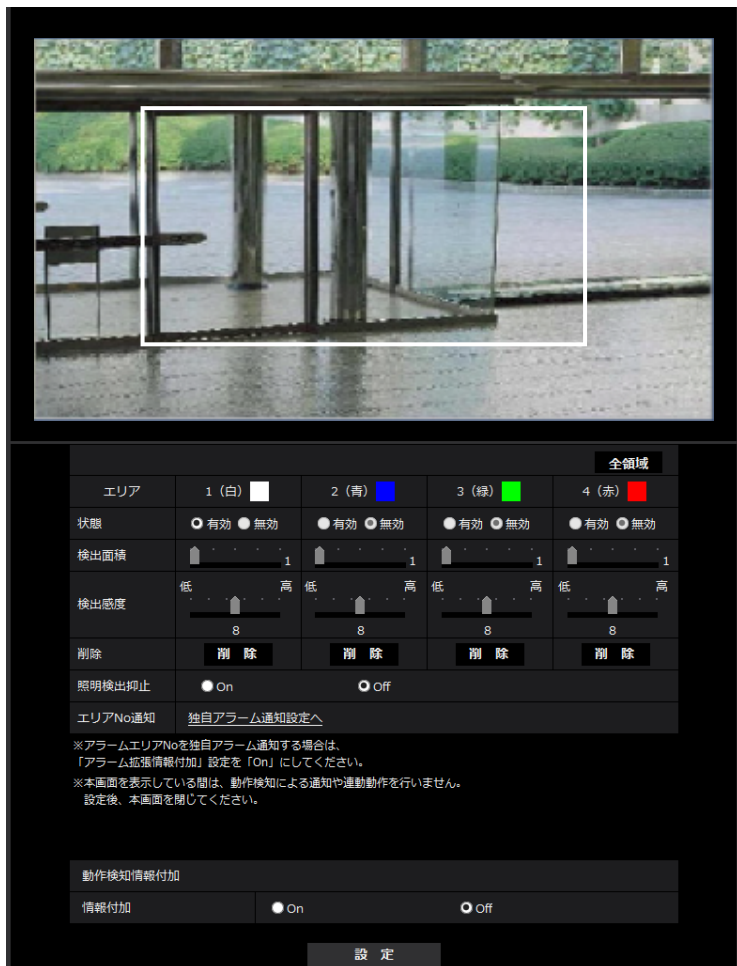 全領域
エリア 1（白） 2（青） 3（緑） 4（赤）
状態 有効 無効 有効 無効 有効 無効 有効 無効
検出面積 1 1 1 1
低 高 低 高 低 高 低 高
検出感度
8 8 8 8
削除 削 除 削 除 削 除 削 除
照明検出抑止 On Off
エリアNo通知 独自アラーム通知設定へ
※アラームエリアNoを独自アラーム通知する場合は、
「アラーム拡張情報付加」設定を「On」にしてください。
※本画面を表示している間は、動作検知による通知や連動動作を行いません。
設定後、本画面を閉じてください。
動作検知情報付加
情報付加 On Off
設 定